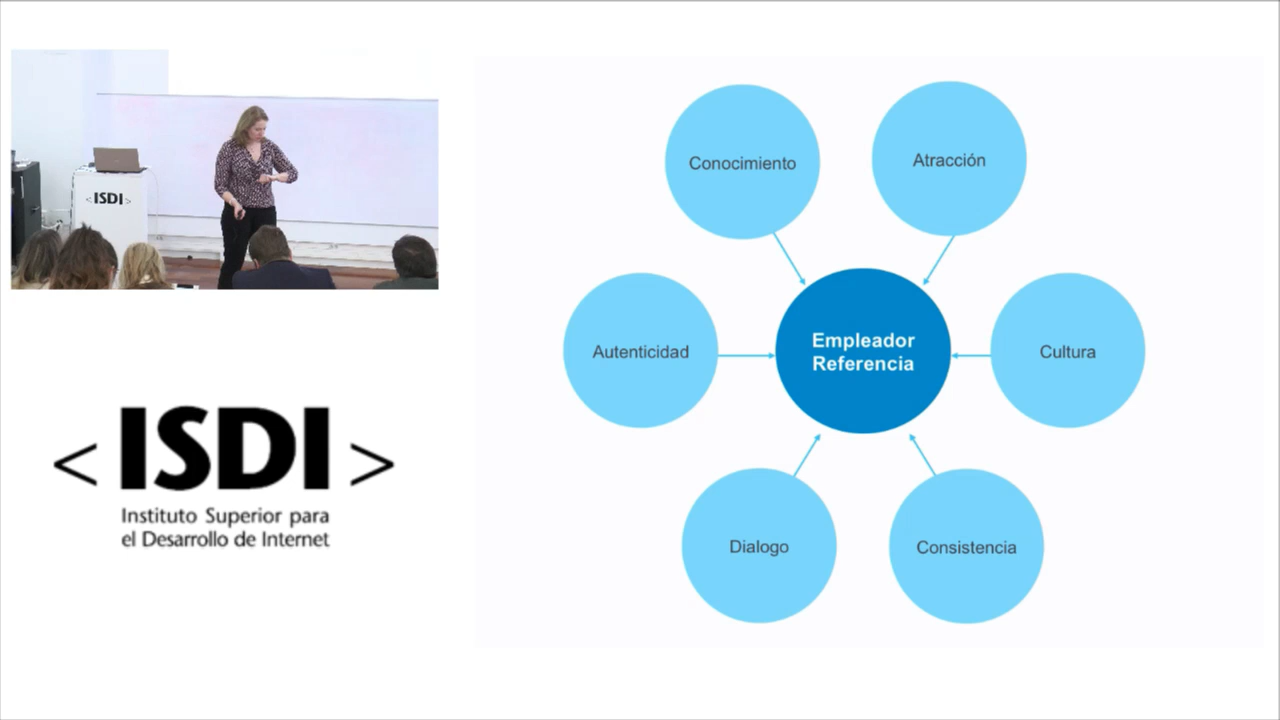 <ISDI>
Conocimiento
Atracción
Autenticidad
Empleador
Referencia
Cultura
Dialogo
Consistencia
<ISDI>
Instituto Superior para
el Desarrollo de Internet